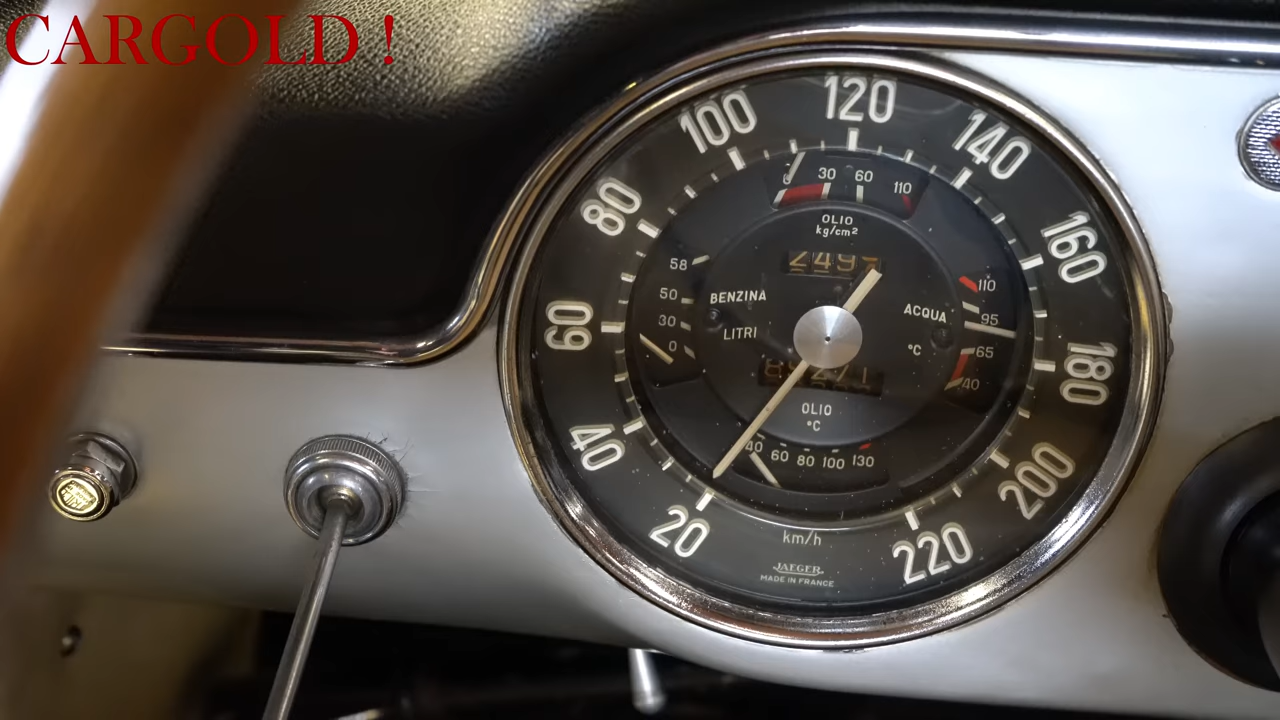 CARGOLD !
120
100
140
80
160
60
180
40
200
20
220
0 30 60 110
OLIO
kg/cm²
58
50
30
0
BENZINA
LITRI
ACQUA
°C
110
95
65
40
OLIO
°C
40 60 80 100 130
km/h
JAEGER
MADE IN FRANCE